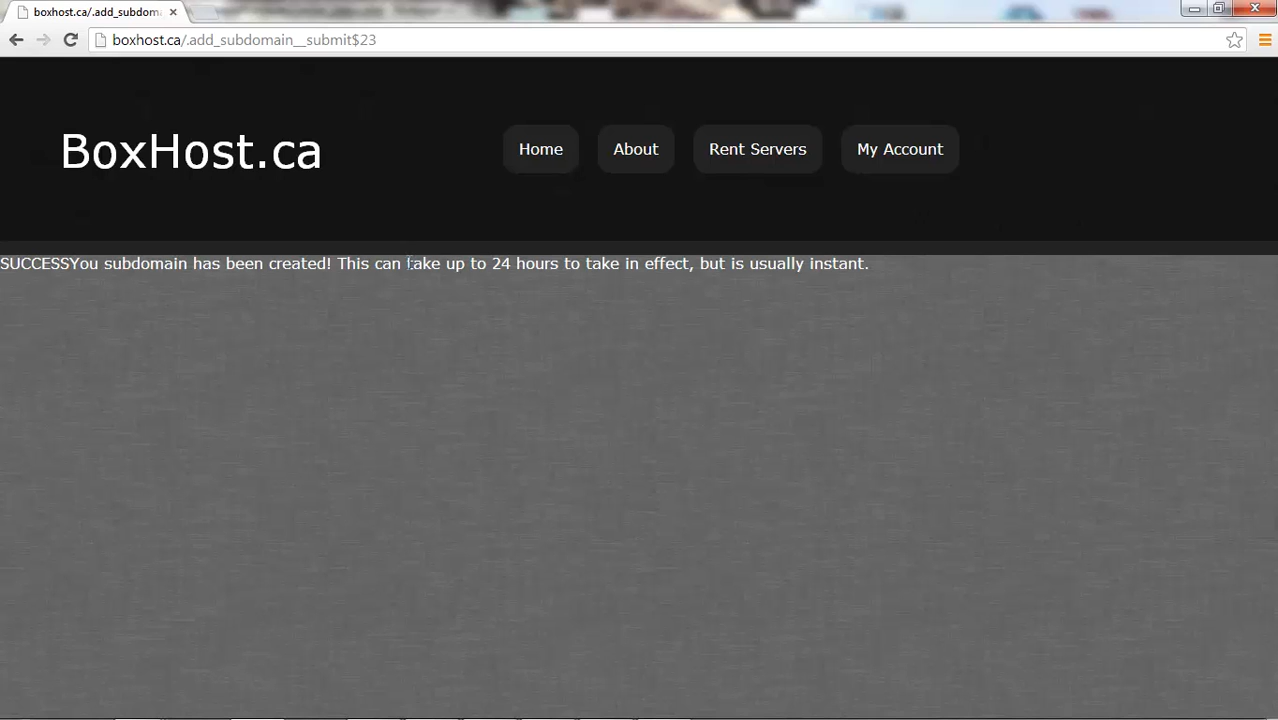 boxhost.ca/.add_subdom
boxhost.ca/.add_subdomain__submit$23
BoxHost.ca
Home
About
Rent Servers
My Account
SUCCESSYou subdomain has been created! This can take up to 24 hours to take in effect, but is usually instant.